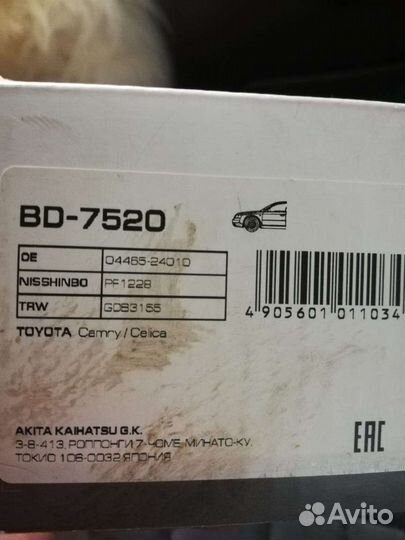 BD-7520
OE 04465-24010
NISSHINBO PF1228
TRW GDB3155
TOYOTA Camry / Celica
4 905601 011034
AKITA KAIHATSU G.K.
3-8-413, РОППОНГИ 7-ЧОМЕ, МИНАТО-КУ,
ТОКИО 106-0032 ЯПОНИЯ
EAC
Avito